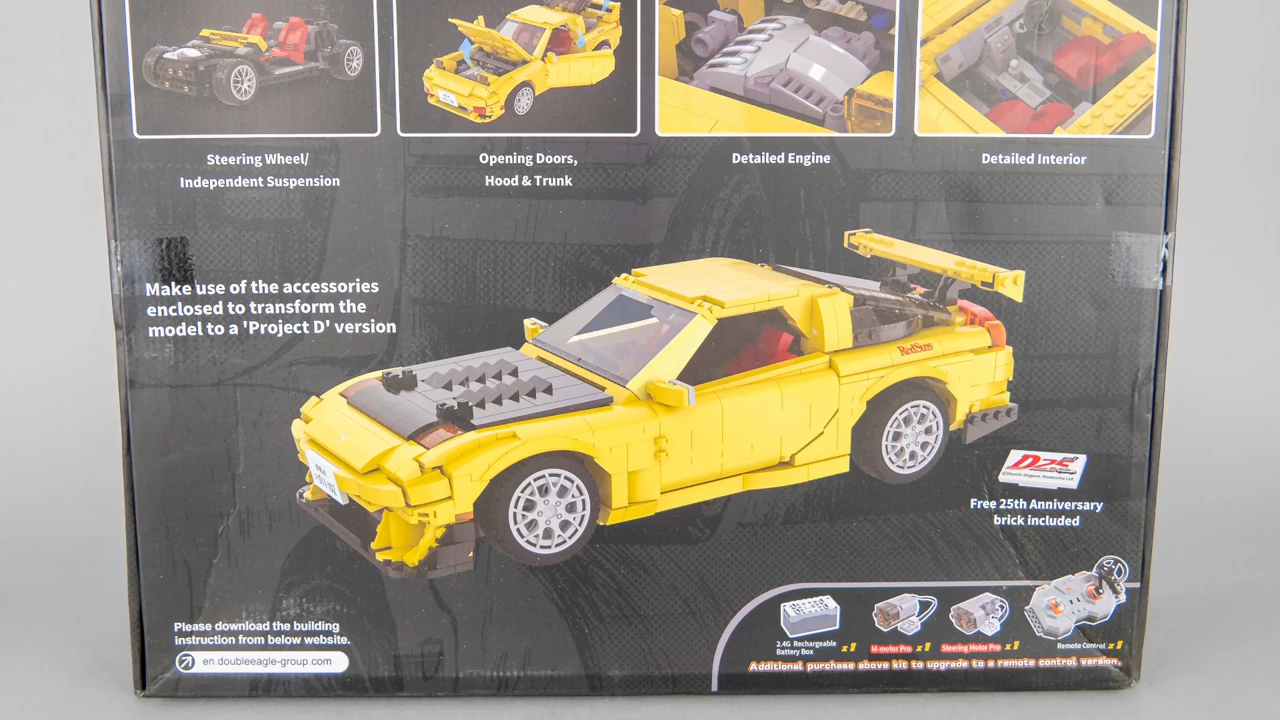 Steering Wheel/
Independent Suspension
Opening Doors,
Hood & Trunk
Detailed Engine
Detailed Interior
Make use of the accessories
enclosed to transform the
model to a 'Project D' version
RedSuns
D25
Free 25th Anniversary
brick included
Please download the building
instruction from below website.
en.doubleeagle-group.com
2.4G Rechargeable
Battery Box x1
M-motor Pro x1
Steering Motor Pro x1
Remote Control x1
Additional purchase above kit to upgrade to a remote control version.